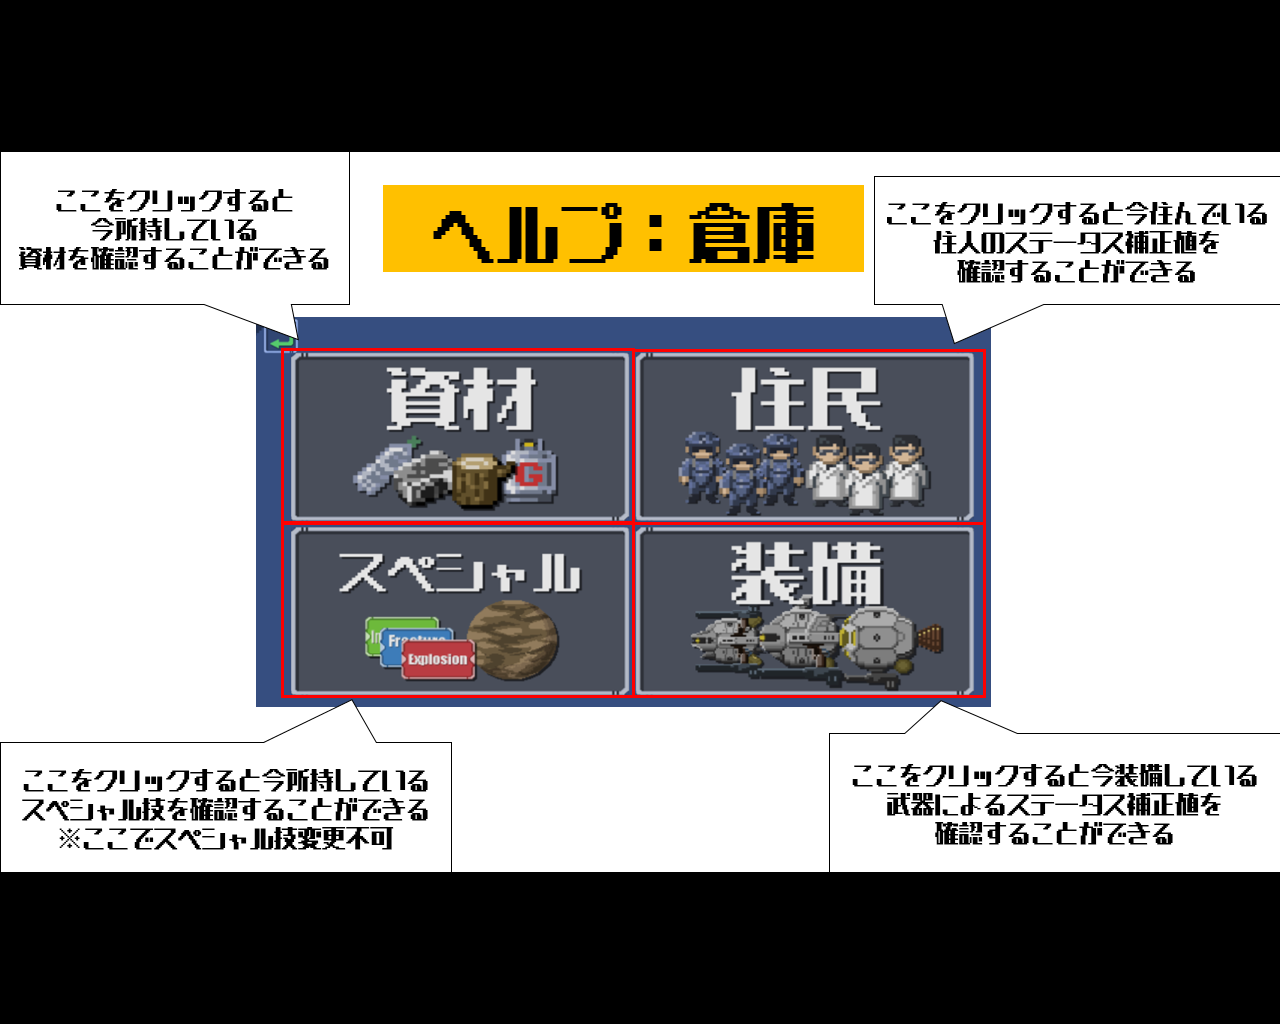 ここをクリックすると
今所持している
資材を確認することができる
ヘルプ：倉庫
ここをクリックすると今住んでいる
住人のステータス補正値を
確認することができる
資材
G
住民
スペシャル
Fracture
Explosion
装備
ここをクリックすると今所持している
スペシャル技を確認することができる
※ここでスペシャル技変更不可
ここをクリックすると今装備している
武器によるステータス補正値を
確認することができる